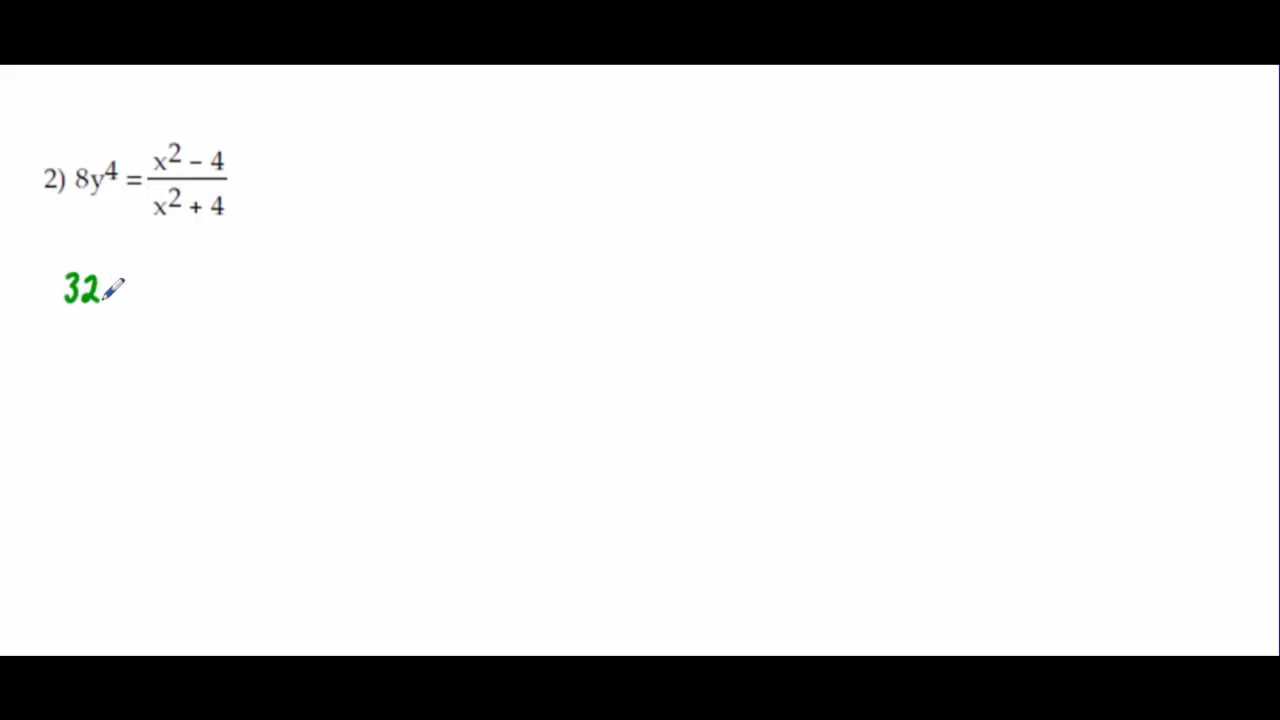 2) 8y^4 = (x^2 − 4)/(x^2 + 4)
32